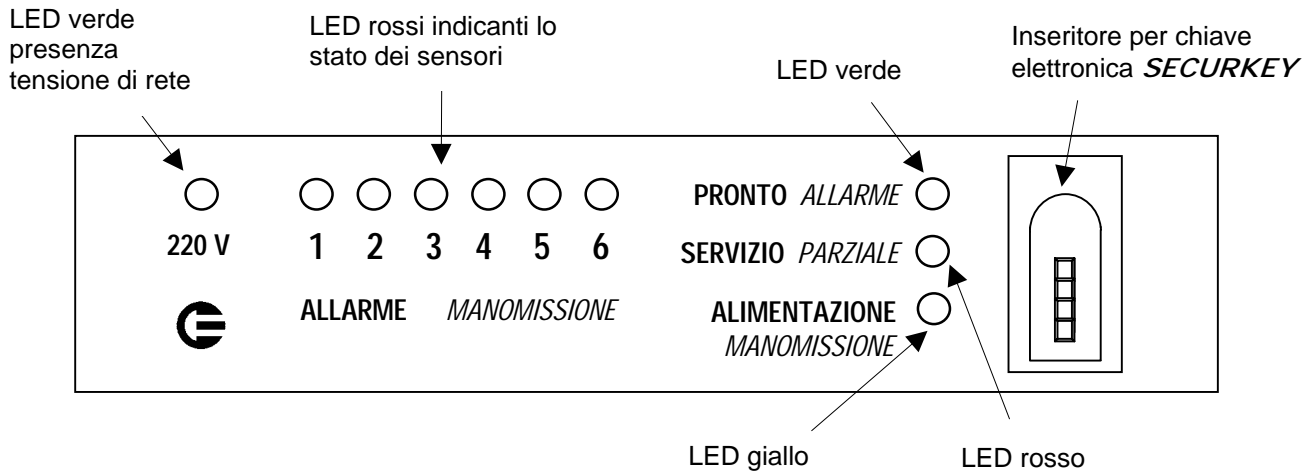 LED verde
presenza
tensione di rete
LED rossi indicanti lo
stato dei sensori
LED verde
Inseritore per chiave
elettronica SECURKEY
220 V
1 2 3 4 5 6
ALLARME MANOMISSIONE
PRONTO ALLARME
SERVIZIO PARZIALE
ALIMENTAZIONE
MANOMISSIONE
LED giallo
LED rosso